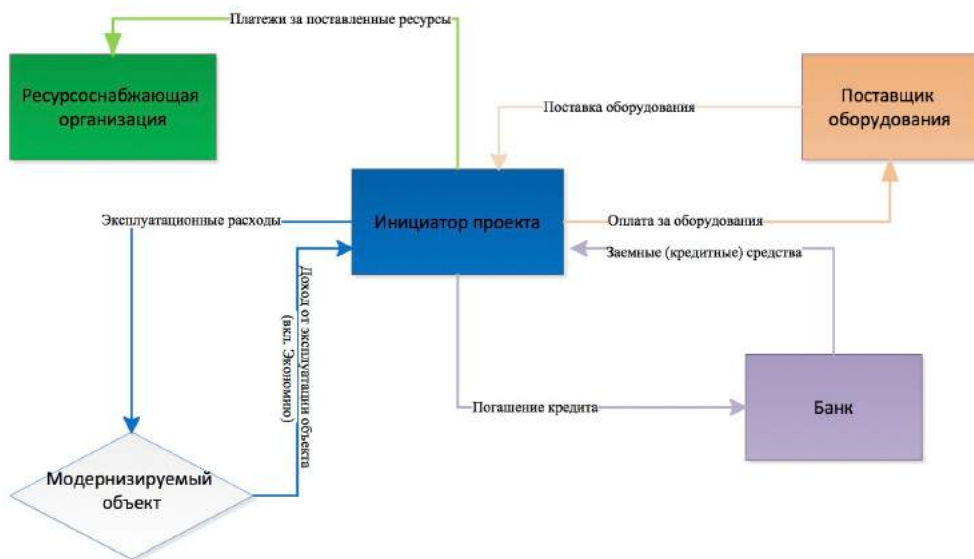 Платежи за поставленные ресурсы
Ресурсоснабжающая
организация
Поставщик
оборудования
Поставка оборудования
Эксплуатационные расходы
Инициатор проекта
Оплата за оборудования
Заемные (кредитные) средства
Доход от эксплуатации объекта
(вкл. Экономию)
Погашение кредита
Банк
Модернизируемый
объект